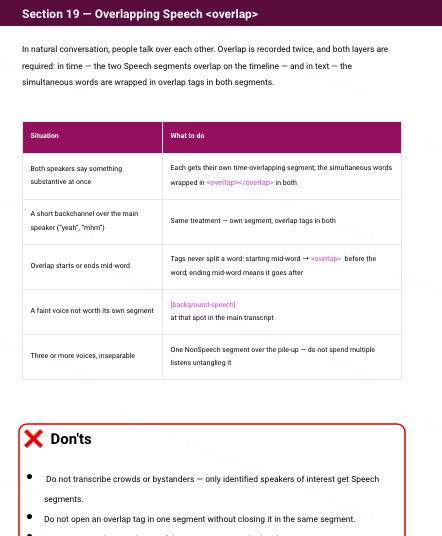 Section 19 — Overlapping Speech <overlap>
In natural conversation, people talk over each other. Overlap is recorded twice, and both layers are
required: in time — the two Speech segments overlap on the timeline — and in text — the
simultaneous words are wrapped in overlap tags in both segments.
Situation
What to do
Both speakers say something
substantive at once
Each gets their own time-overlapping segment; the simultaneous words
wrapped in <overlap></overlap> in both
A short backchannel over the main
speaker ("yeah", "mhm")
Same treatment — own segment, overlap tags in both
Overlap starts or ends mid-word
Tags never split a word: starting mid-word → <overlap> before the
word; ending mid-word means it goes after
A faint voice not worth its own segment
[background-speech]
at that spot in the main transcript
Three or more voices, inseparable
One NonSpeech segment over the pile-up — do not spend multiple
listens untangling it
Don'ts
Do not transcribe crowds or bystanders — only identified speakers of interest get Speech
segments.
Do not open an overlap tag in one segment without closing it in the same segment.